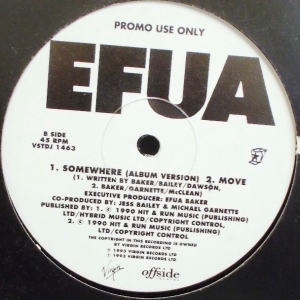 PROMO USE ONLY
EFUA
B SIDE
45 RPM
VSTDJ 1463
1. SOMEWHERE (ALBUM VERSION) 2. MOVE
(1. WRITTEN BY BAKER/BAILEY/DAWSON,
2. BAKER/GARNETTE/McCLEAN)
EXECUTIVE PRODUCER: EFUA BAKER
CO-PRODUCED BY: JESS BAILEY & MICHAEL GARNETTE
PUBLISHED BY: 1. ℗ 1990 HIT & RUN MUSIC (PUBLISHING)
LTD/HYBRID MUSIC LTD/COPYRIGHT CONTROL.
2. ℗ 1990 HIT & RUN MUSIC (PUBLISHING)
LTD/COPYRIGHT CONTROL
THE COPYRIGHT IN THIS RECORDING IS OWNED
BY VIRGIN RECORDS LTD
℗ 1993 VIRGIN RECORDS LTD
© 1993 VIRGIN RECORDS LTD
Virgin
offside